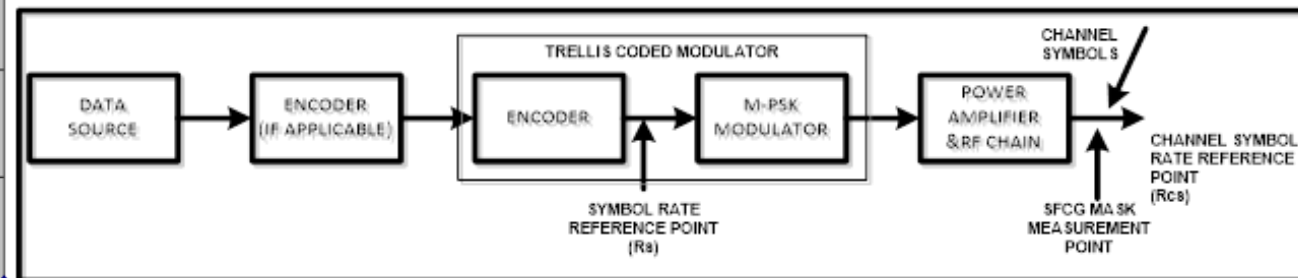 TRELLIS CODED MODULATOR
CHANNEL
SYMBOLS
DATA
SOURCE
ENCODER
(IF APPLICABLE)
ENCODER
M-PSK
MODULATOR
POWER
AMPLIFIER
&RF CHAIN
CHANNEL SYMBOL
RATE REFERENCE
POINT
(Rcs)
SYMBOL RATE
REFERENCE POINT
(Rs)
SFCG MASK
MEASUREMENT
POINT